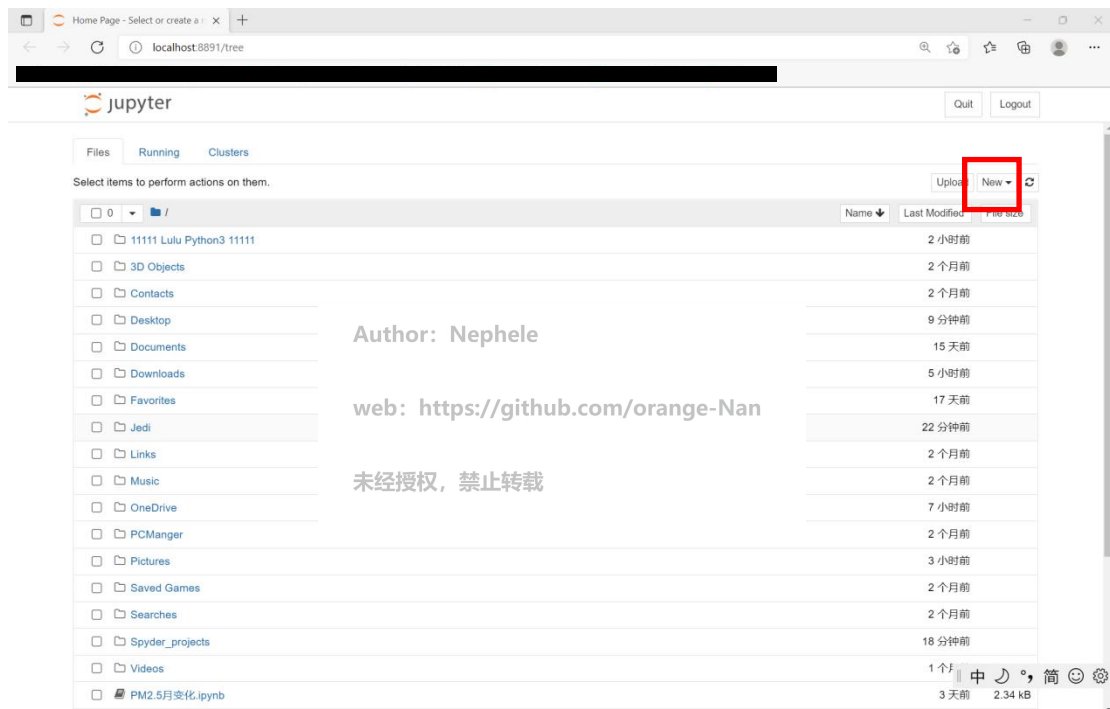 Home Page - Select or create a n
localhost:8891/tree
jupyter
Quit
Logout
Files
Running
Clusters
Select items to perform actions on them.
Upload
New
0
/
Name
Last Modified
File size
11111 Lulu Python3 11111
2 小时前
3D Objects
2 个月前
Contacts
2 个月前
Desktop
9 分钟前
Documents
15 天前
Downloads
5 小时前
Favorites
17 天前
Jedi
22 分钟前
Links
2 个月前
Music
2 个月前
OneDrive
7 小时前
PCManger
2 个月前
Pictures
3 小时前
Saved Games
2 个月前
Searches
2 个月前
Spyder_projects
18 分钟前
Videos
1 个月
PM2.5月变化.ipynb
3 天前
2.34 kB
Author：Nephele
web：https://github.com/orange-Nan
未经授权，禁止转载
中
简